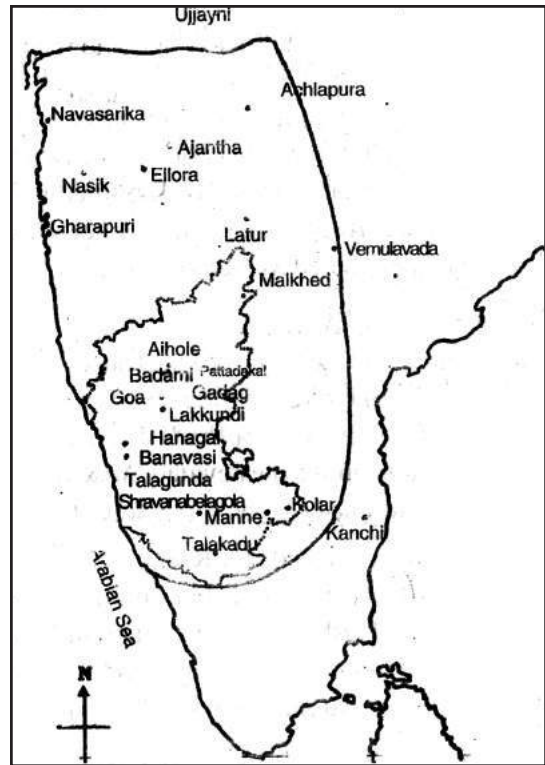 Ujjayni
Achlapura
Navasarika
Ajantha
Ellora
Nasik
Gharapuri
Latur
Vemulavada
Malkhed
Aihole
Badami Pattadakal
Goa Gadag
Lakkundi
Hanagal
Banavasi
Talagunda
Shravanabelagola
Manne Kolar
Kanchi
Talakadu
Arabian Sea
N